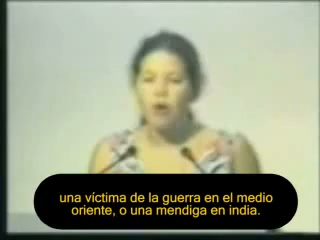 una víctima de la guerra en el medio
oriente, o una mendiga en india.